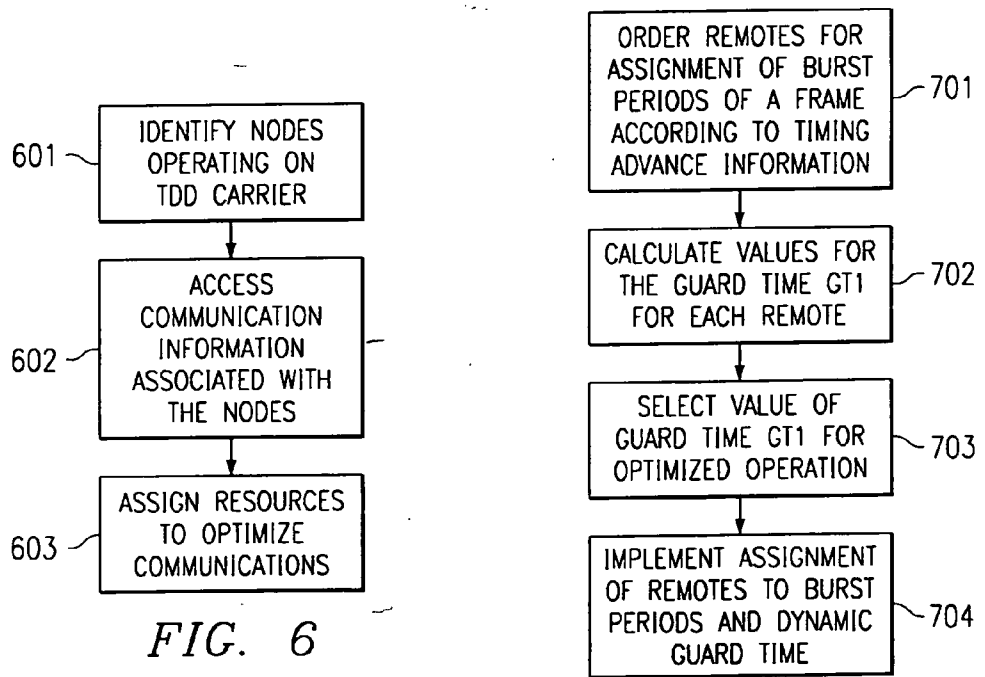 601
IDENTIFY NODES
OPERATING ON
TDD CARRIER
602
ACCESS
COMMUNICATION
INFORMATION
ASSOCIATED WITH
THE NODES
603
ASSIGN RESOURCES
TO OPTIMIZE
COMMUNICATIONS
FIG. 6
ORDER REMOTES FOR
ASSIGNMENT OF BURST
PERIODS OF A FRAME
ACCORDING TO TIMING
ADVANCE INFORMATION
701
CALCULATE VALUES FOR
THE GUARD TIME GT1
FOR EACH REMOTE
702
SELECT VALUE OF
GUARD TIME GT1 FOR
OPTIMIZED OPERATION
703
IMPLEMENT ASSIGNMENT
OF REMOTES TO BURST
PERIODS AND DYNAMIC
GUARD TIME
704